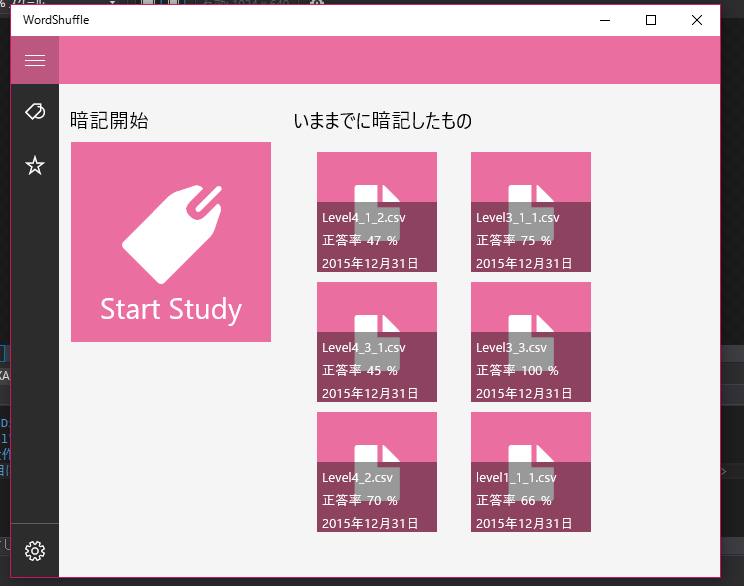 WordShuffle
暗記開始
いままでに暗記したもの
Start Study
Level4_1_2.csv
正答率 47 %
2015年12月31日
Level3_1_1.csv
正答率 75 %
2015年12月31日
Level4_3_1.csv
正答率 45 %
2015年12月31日
Level3_3.csv
正答率 100 %
2015年12月31日
Level4_2.csv
正答率 70 %
2015年12月31日
level1_1_1.csv
正答率 66 %
2015年12月31日